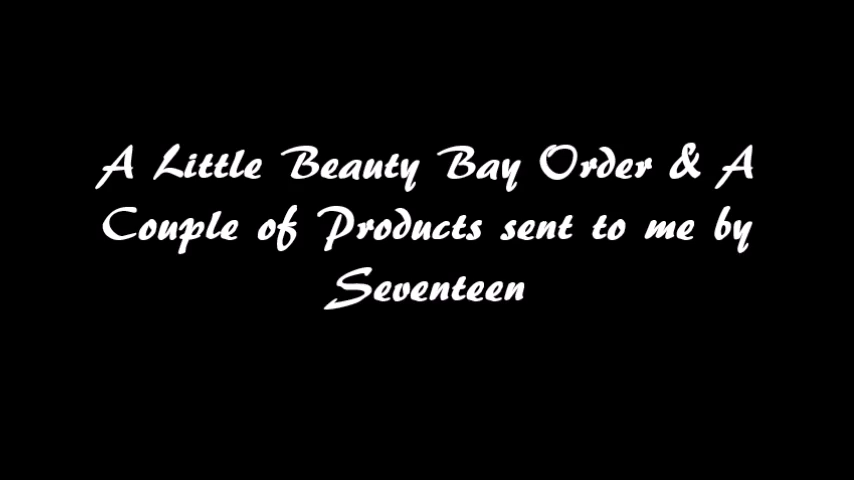 A Little Beauty Bay Order & A
Couple of Products sent to me by
Seventeen